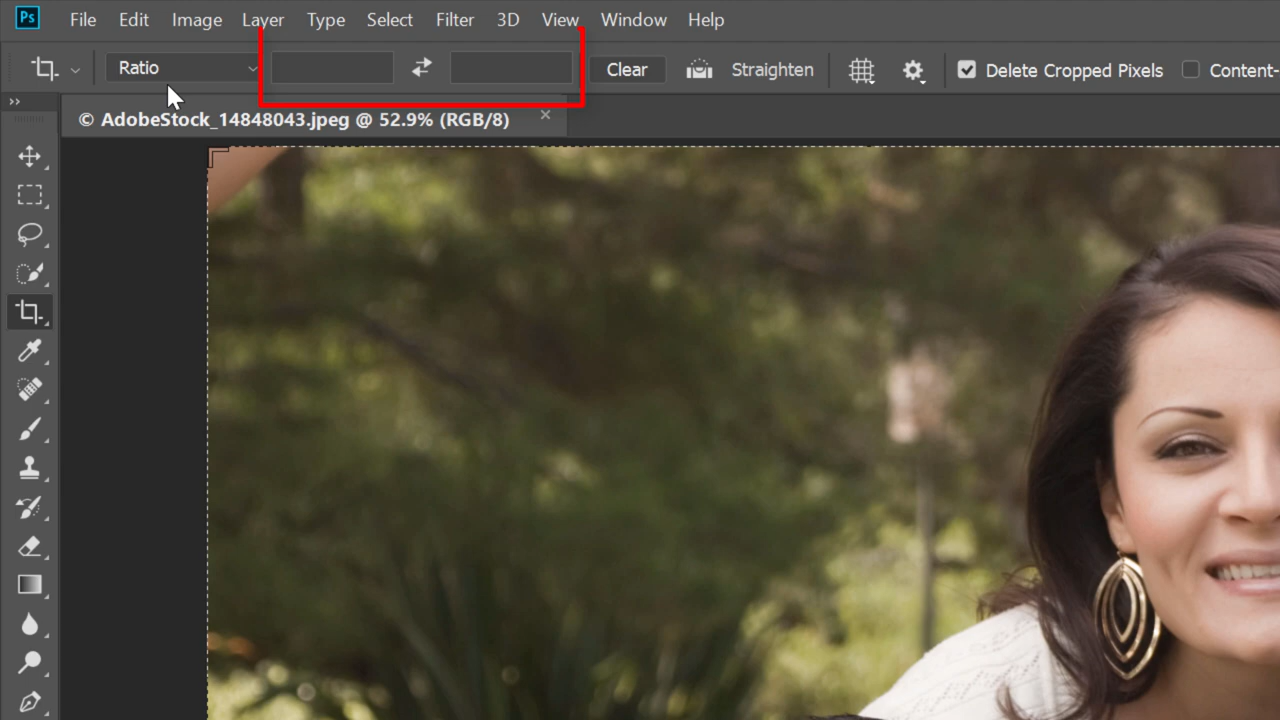 Ps File Edit Image Layer Type Select Filter 3D View Window Help
Ratio Clear Straighten Delete Cropped Pixels Content-
© AdobeStock_14848043.jpeg @ 52.9% (RGB/8) ×